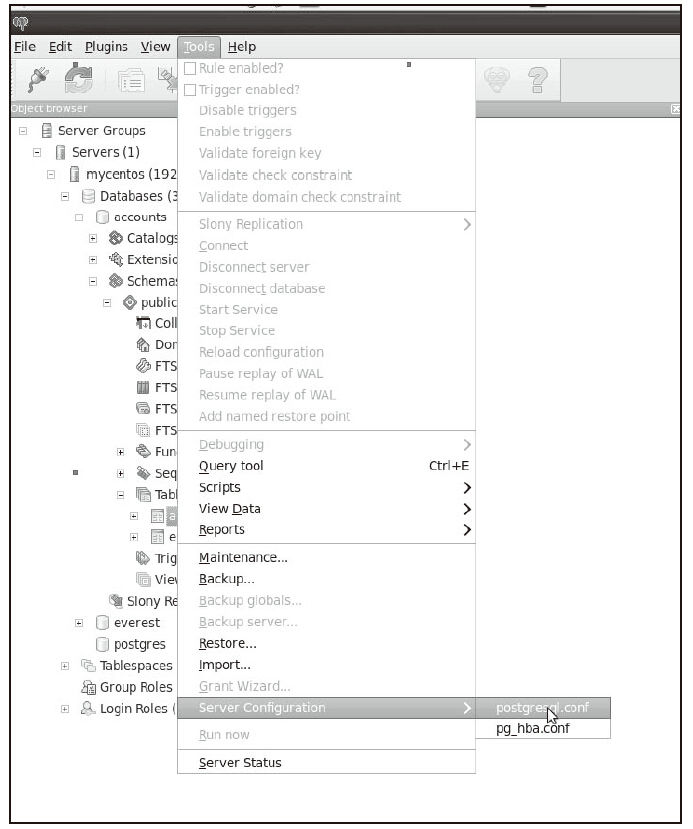 File Edit Plugins View Tools Help
Object browser
Server Groups
Servers (1)
mycentos (192
Databases (3
accounts
Catalogs
Extensio
Schemas
public
Coll
Dor
FTS
FTS
FTS
FTS
Fun
Seq
Tabl
a
e
Trig
View
Slony Re
everest
postgres
Tablespaces
Group Roles
Login Roles (
Rule enabled?
Trigger enabled?
Disable triggers
Enable triggers
Validate foreign key
Validate check constraint
Validate domain check constraint
Slony Replication
Connect
Disconnect server
Disconnect database
Start Service
Stop Service
Reload configuration
Pause replay of WAL
Resume replay of WAL
Add named restore point
Debugging
Query tool Ctrl+E
Scripts
View Data
Reports
Maintenance...
Backup...
Backup globals...
Backup server...
Restore...
Import...
Grant Wizard...
Server Configuration
Run now
Server Status
postgresql.conf
pg_hba.conf